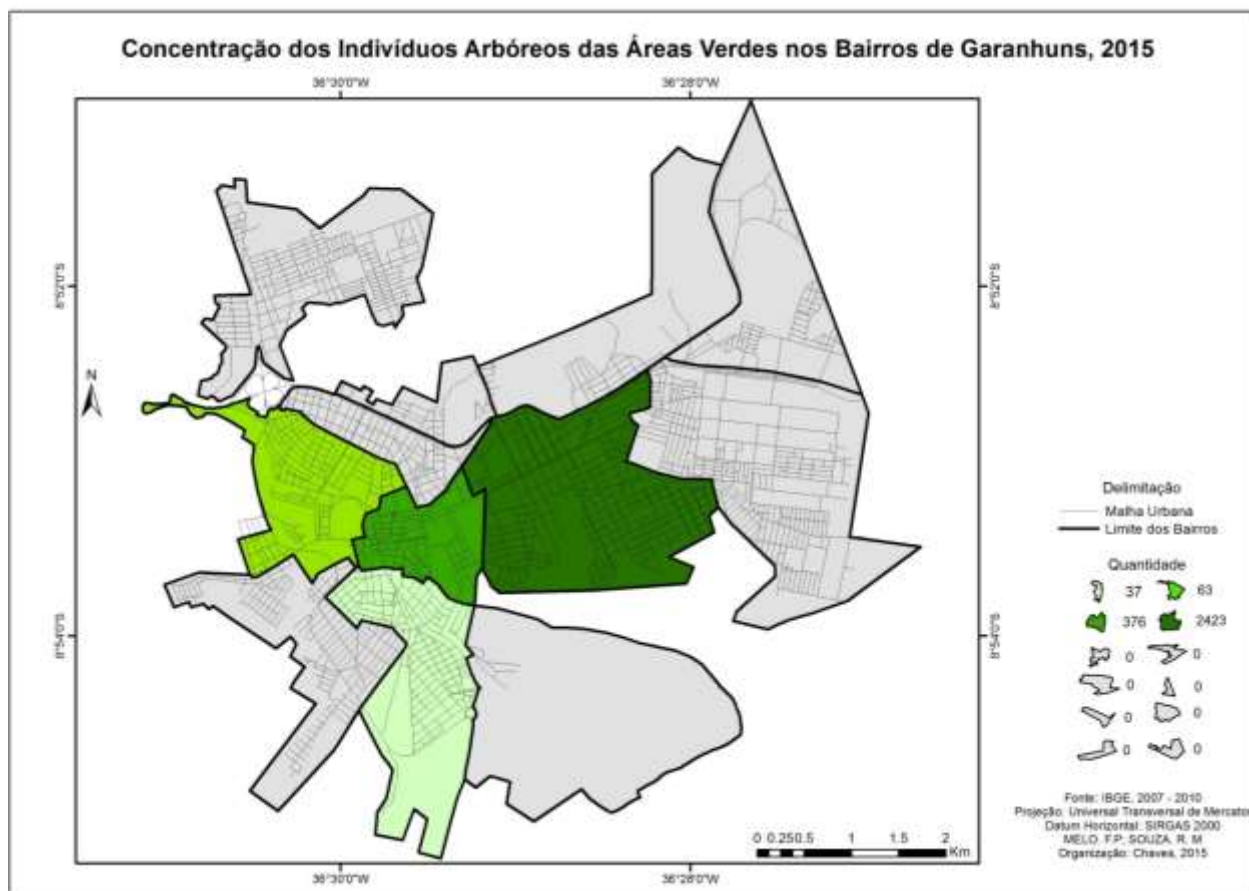 Concentração dos Indivíduos Arbóreos das Áreas Verdes nos Bairros de Garanhuns, 2015
36°30'0"W
36°28'0"W
8°52'0"S
8°52'0"S
N
8°54'0"S
8°54'0"S
36°30'0"W
36°28'0"W
0 0.25 0.5 1 1.5 2
Km
Delimitação
Malha Urbana
Limite dos Bairros
Quantidade
37 63
376 2423
0 0
0 0
0 0
0 0
Fonte: IBGE, 2007 - 2010
Projeção: Universal Transversal de Mercator
Datum Horizontal: SIRGAS 2000
MELO, F.P; SOUZA, R. M
Organização: Chaves, 2015